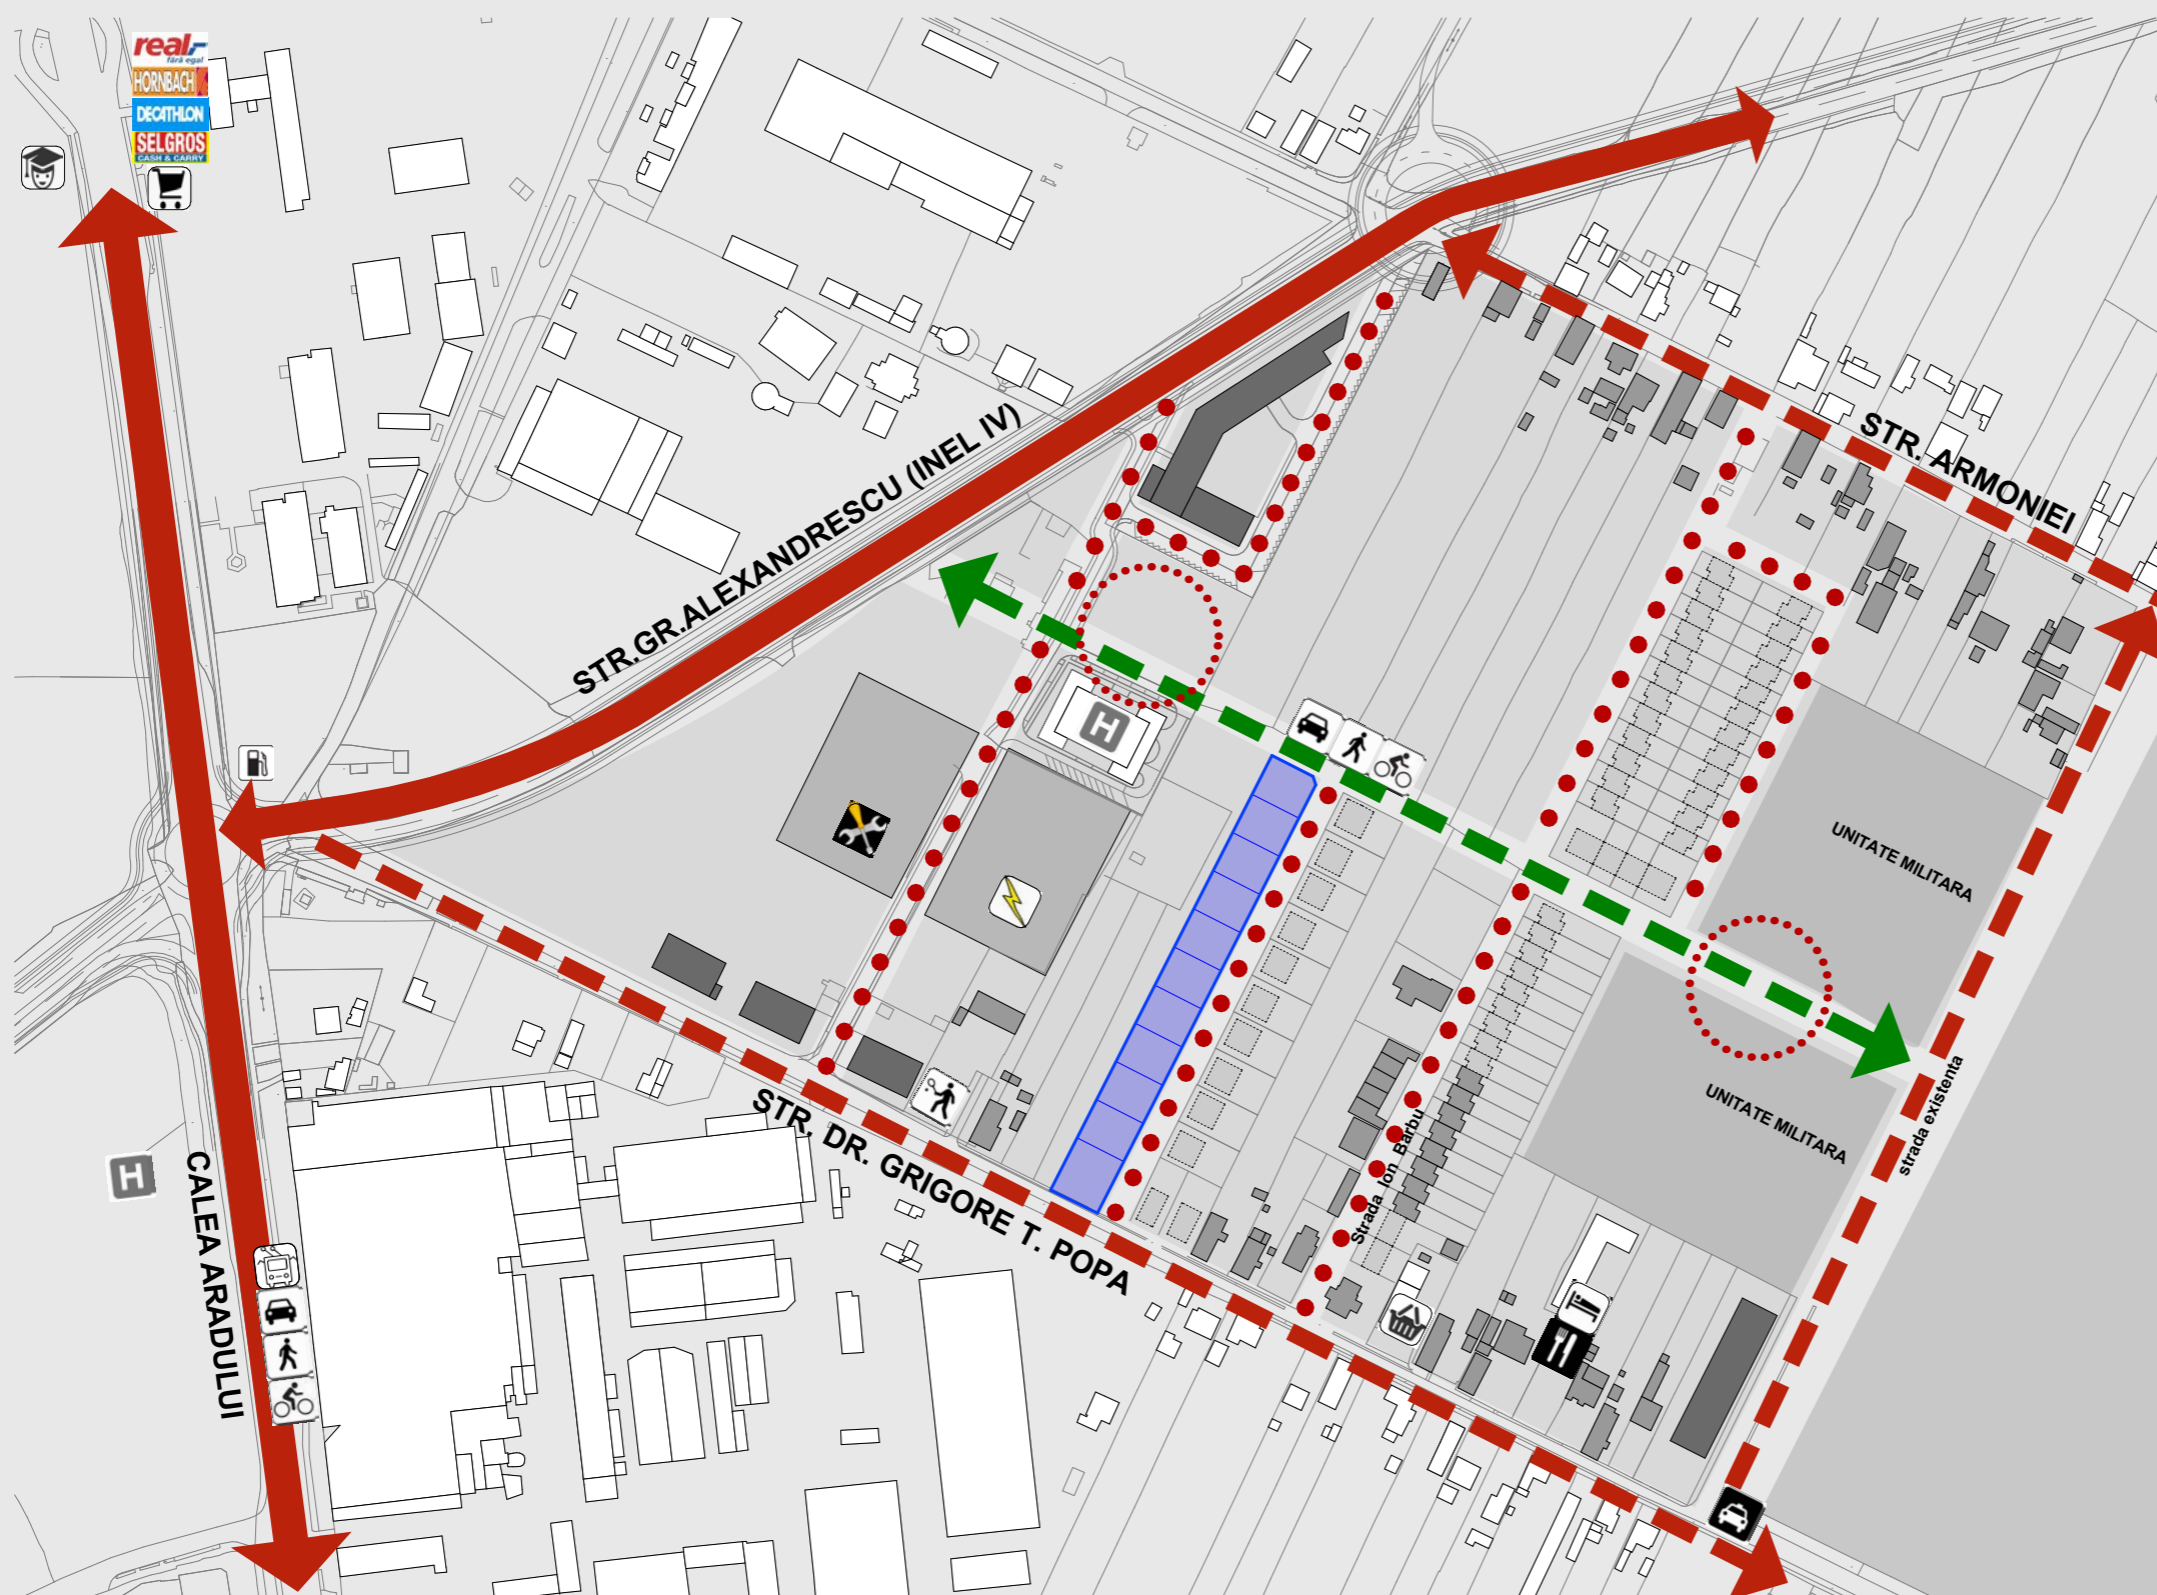 real,-
fără egal
HORNBACH
DECATHLON
SELGROS
CASH & CARRY
STR. ARMONIEI
STR.GR.ALEXANDRESCU (INEL IV)
H
UNITATE MILITARA
UNITATE MILITARA
strada existenta
STR. DR. GRIGORE T. POPA
Strada Ion Barbu
H
CALEA ARADULUI